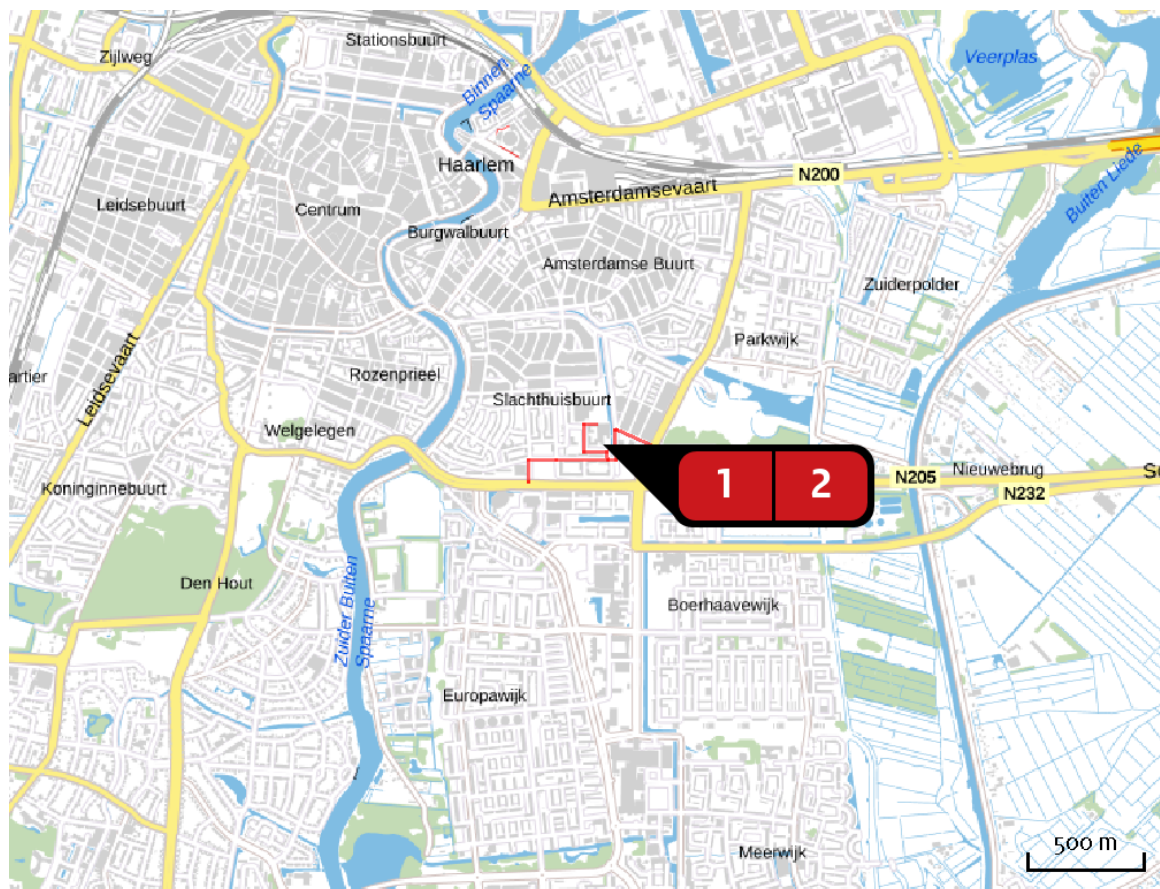 Stationsbuurt
Zijlweg
Veerplas
Binnen
Spaarne
Haarlem
N200
Amsterdamsevaart
Buiten Liede
Leidsebuurt
Centrum
Burgwalbuurt
Amsterdamse Buurt
Zuiderpolder
Parkwijk
Leidsevaart
artier
Rozenprieel
Slachthuisbuurt
Welgelegen
Koninginnebuurt
1 2
N205
Nieuwebrug
N232
Den Hout
Zuider Buiten
Spaarne
Boerhaavewijk
Europawijk
Meerwijk
500 m